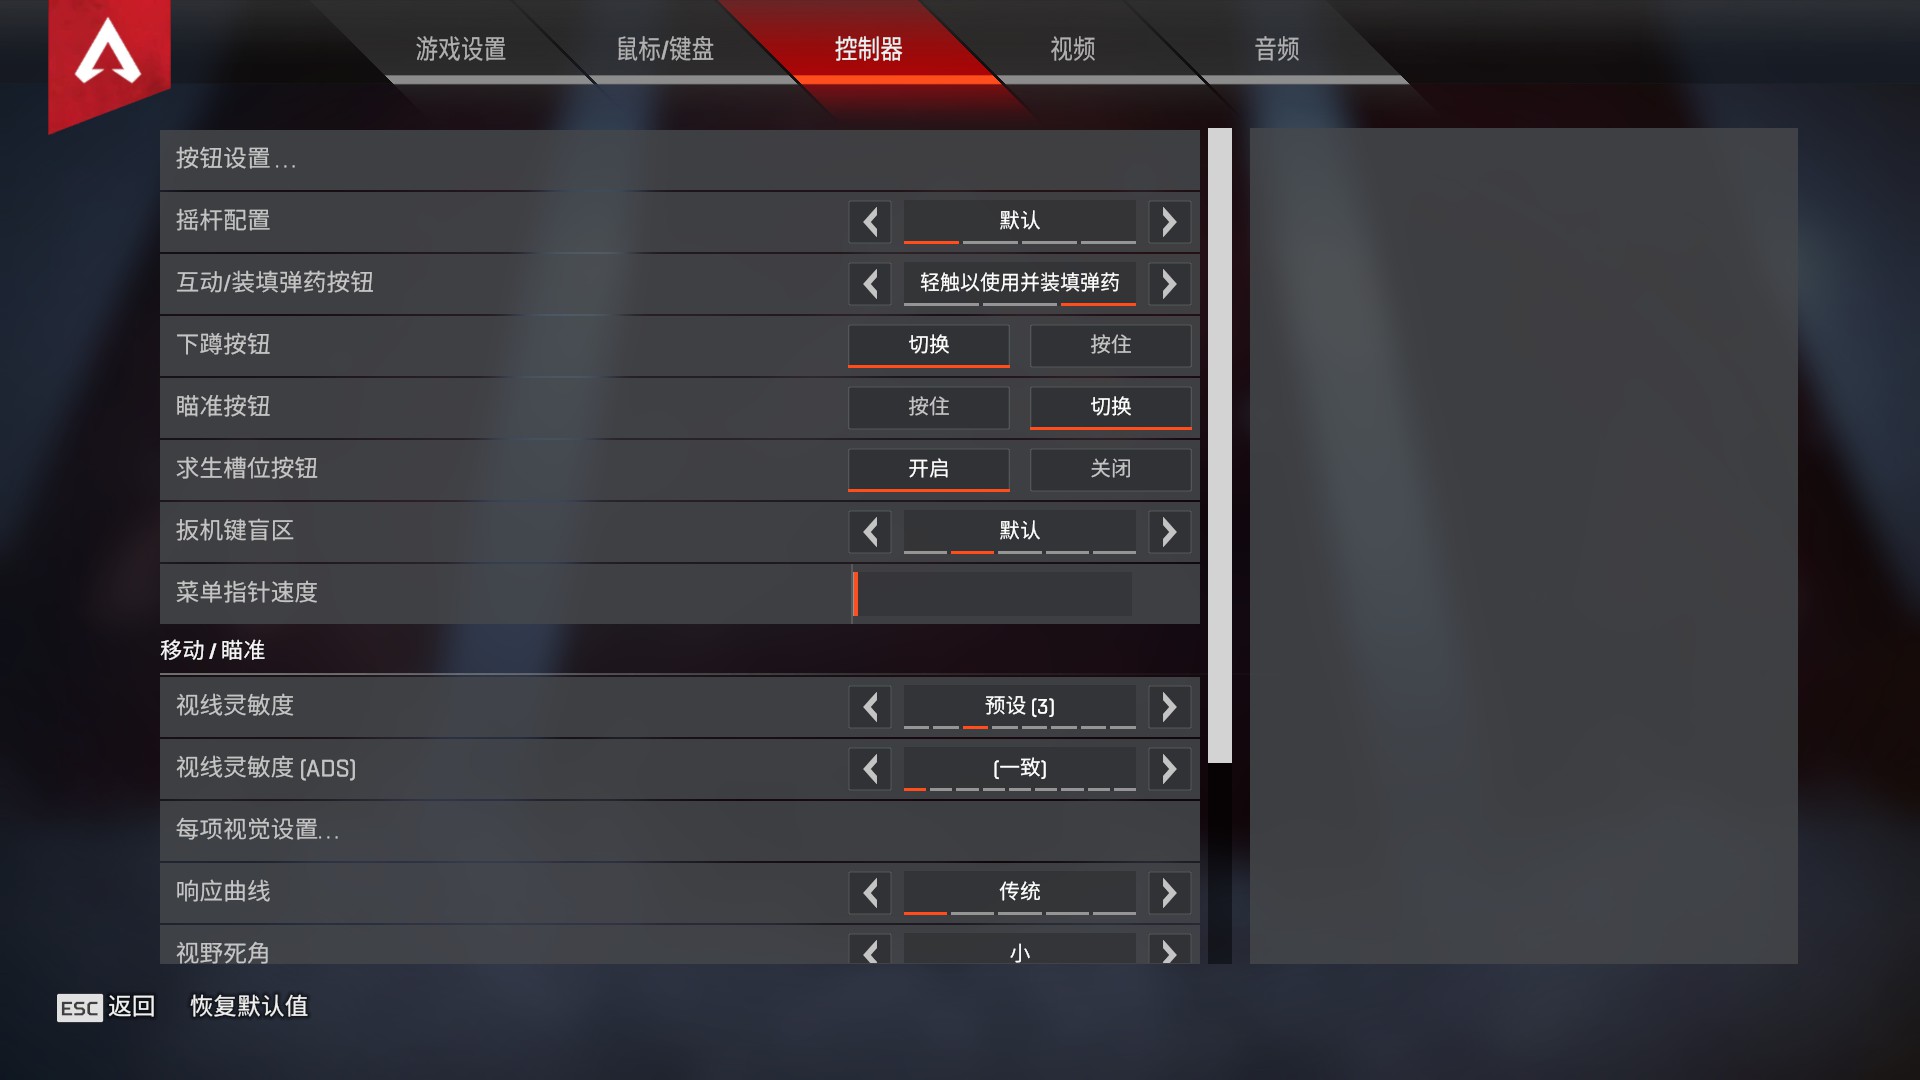 游戏设置 鼠标/键盘 控制器 视频 音频
按钮设置...
摇杆配置 默认
互动/装填弹药按钮 轻触以使用并装填弹药
下蹲按钮 切换 按住
瞄准按钮 按住 切换
求生槽位按钮 开启 关闭
扳机键盲区 默认
菜单指针速度
移动 / 瞄准
视线灵敏度 预设 (3)
视线灵敏度 (ADS) (一致)
每项视觉设置...
响应曲线 传统
视野死角 小
ESC 返回 恢复默认值